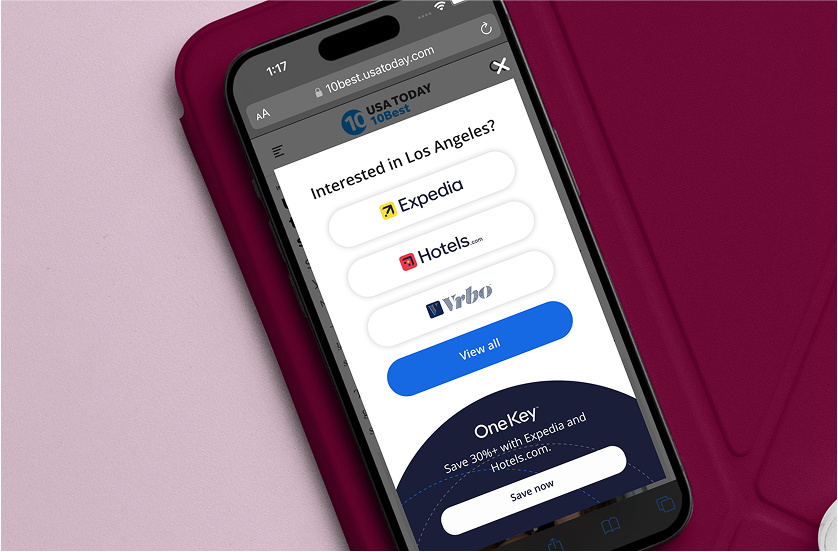 1:17
AA
10best.usatoday.com
10
USA TODAY
10Best
Interested in Los Angeles?
Expedia
Hotels.com
Vrbo
View all
OneKey™
Save 30%+ with Expedia and
Hotels.com.
Save now